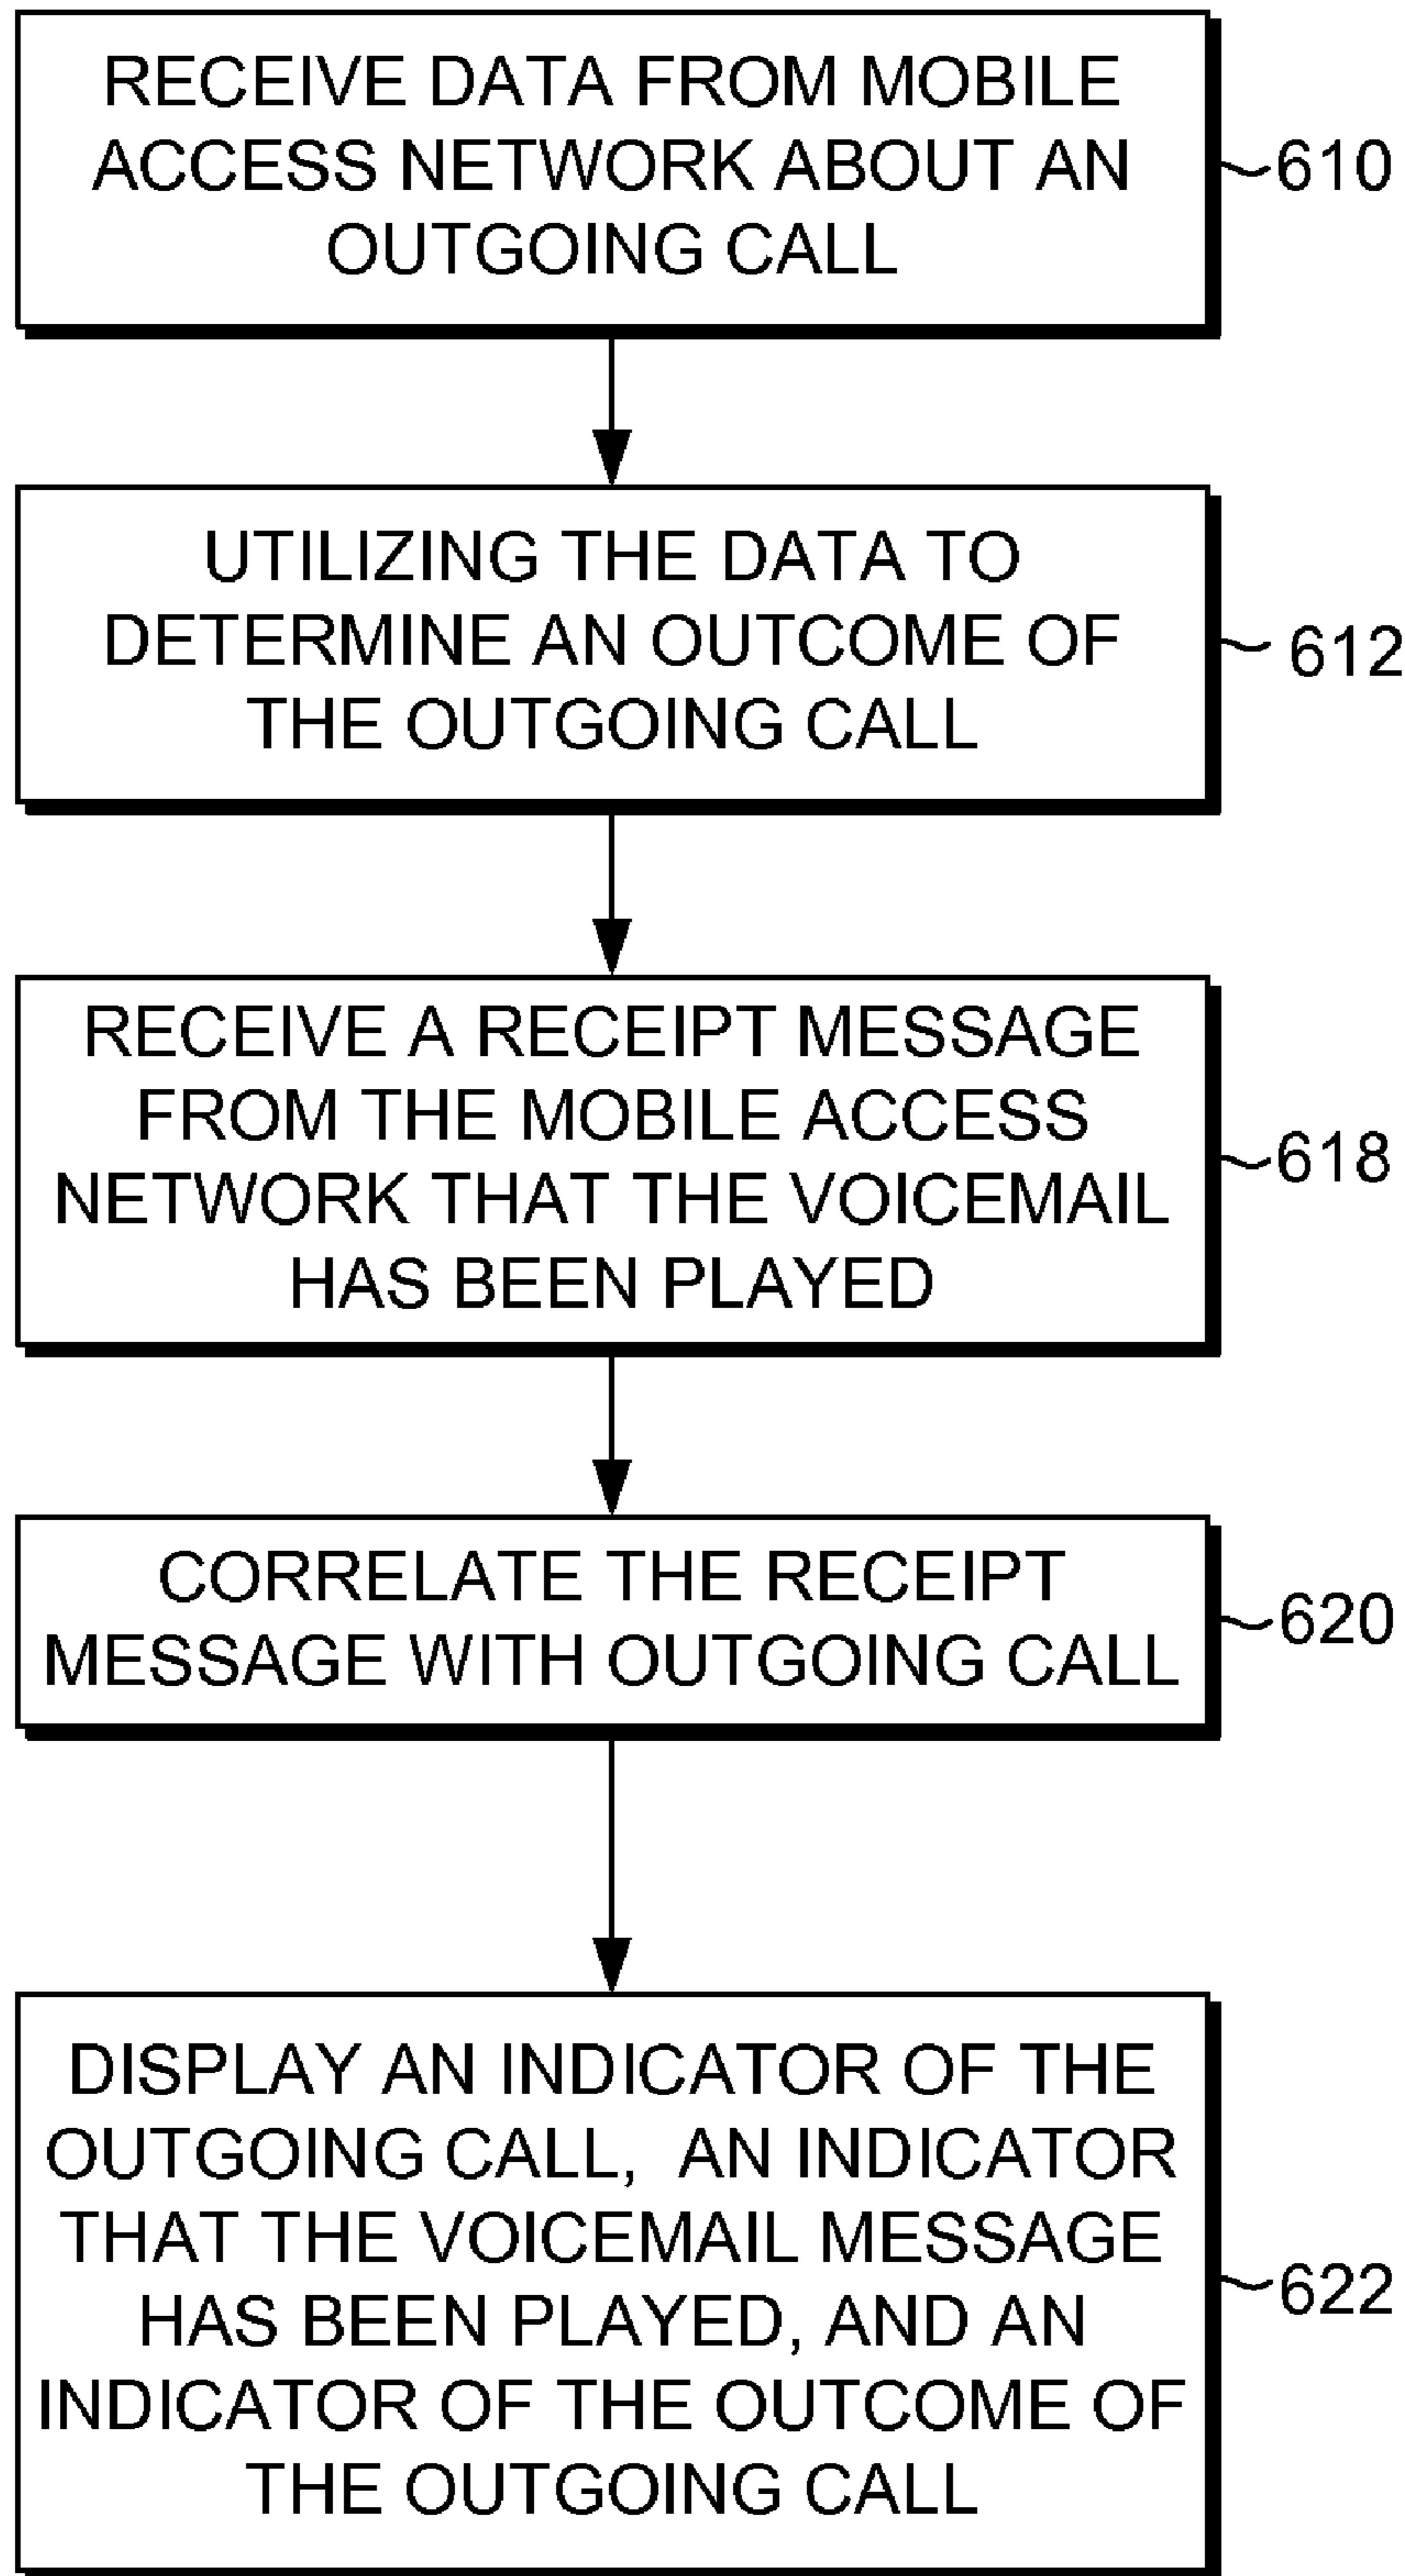 RECEIVE DATA FROM MOBILE
ACCESS NETWORK ABOUT AN
OUTGOING CALL
610
UTILIZING THE DATA TO
DETERMINE AN OUTCOME OF
THE OUTGOING CALL
612
RECEIVE A RECEIPT MESSAGE
FROM THE MOBILE ACCESS
NETWORK THAT THE VOICEMAIL
HAS BEEN PLAYED
618
CORRELATE THE RECEIPT
MESSAGE WITH OUTGOING CALL
620
DISPLAY AN INDICATOR OF THE
OUTGOING CALL, AN INDICATOR
THAT THE VOICEMAIL MESSAGE
HAS BEEN PLAYED, AND AN
INDICATOR OF THE OUTCOME OF
THE OUTGOING CALL
622